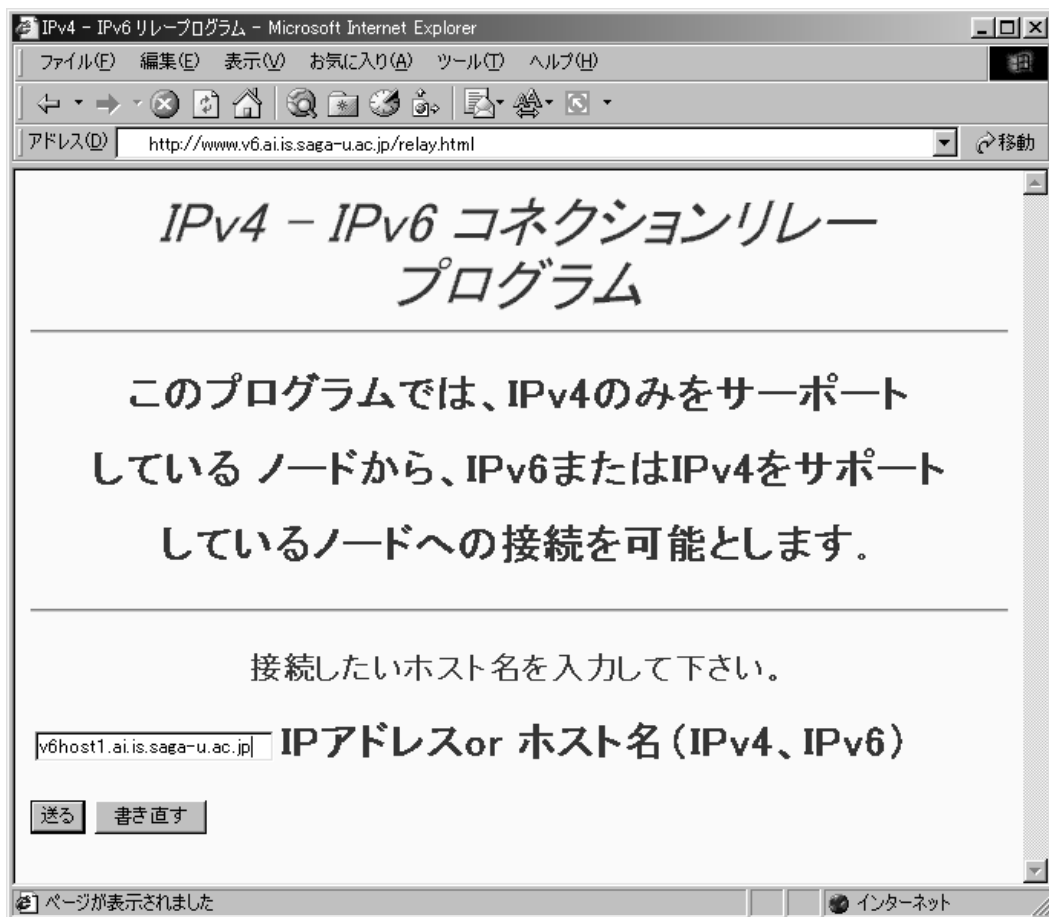 IPv4 - IPv6 リレープログラム - Microsoft Internet Explorer
ファイル(F) 編集(E) 表示(V) お気に入り(A) ツール(T) ヘルプ(H)
アドレス(D) http://www.v6.ai.is.saga-u.ac.jp/relay.html 移動
IPv4 - IPv6 コネクションリレー
プログラム
このプログラムでは、IPv4のみをサーポート
している ノードから、IPv6またはIPv4をサポート
しているノードへの接続を可能とします.
接続したいホスト名を入力して下さい。
v6host1.ai.is.saga-u.ac.jp IPアドレスor ホスト名(IPv4、IPv6)
送る 書き直す
ページが表示されました インターネット